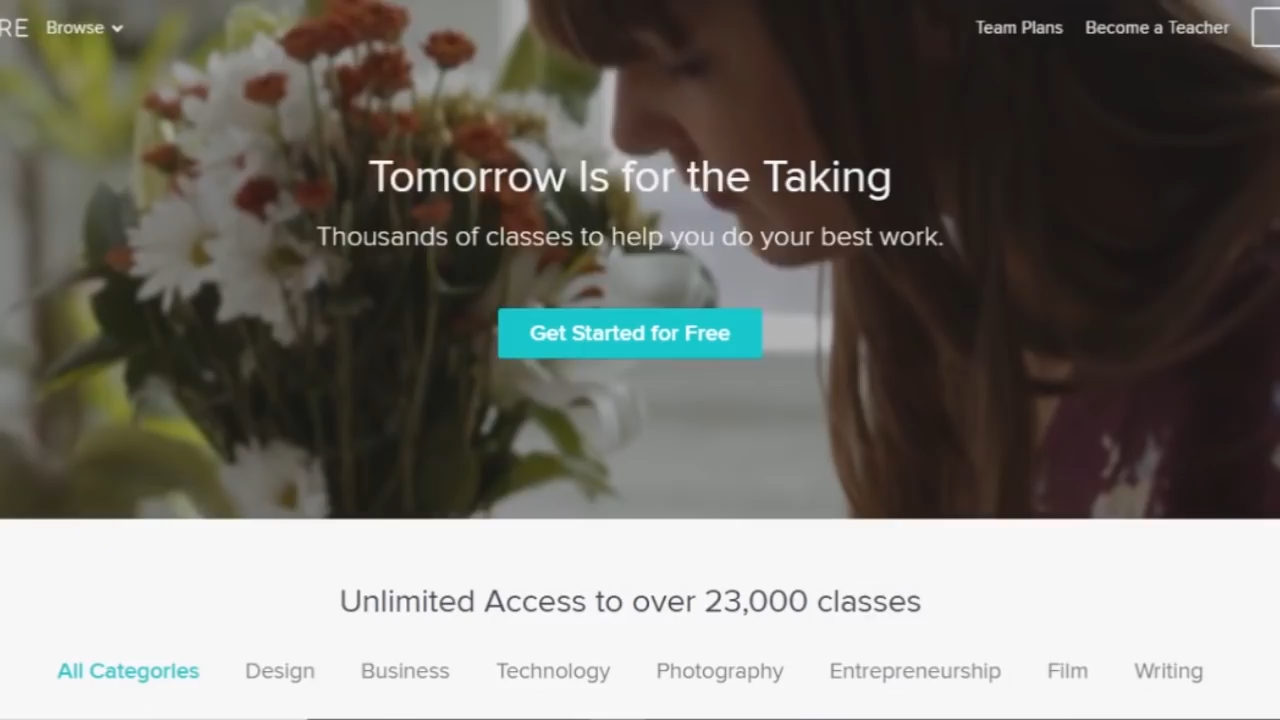 RE Browse Team Plans Become a Teacher
Tomorrow Is for the Taking
Thousands of classes to help you do your best work.
Get Started for Free
Unlimited Access to over 23,000 classes
All Categories Design Business Technology Photography Entrepreneurship Film Writing